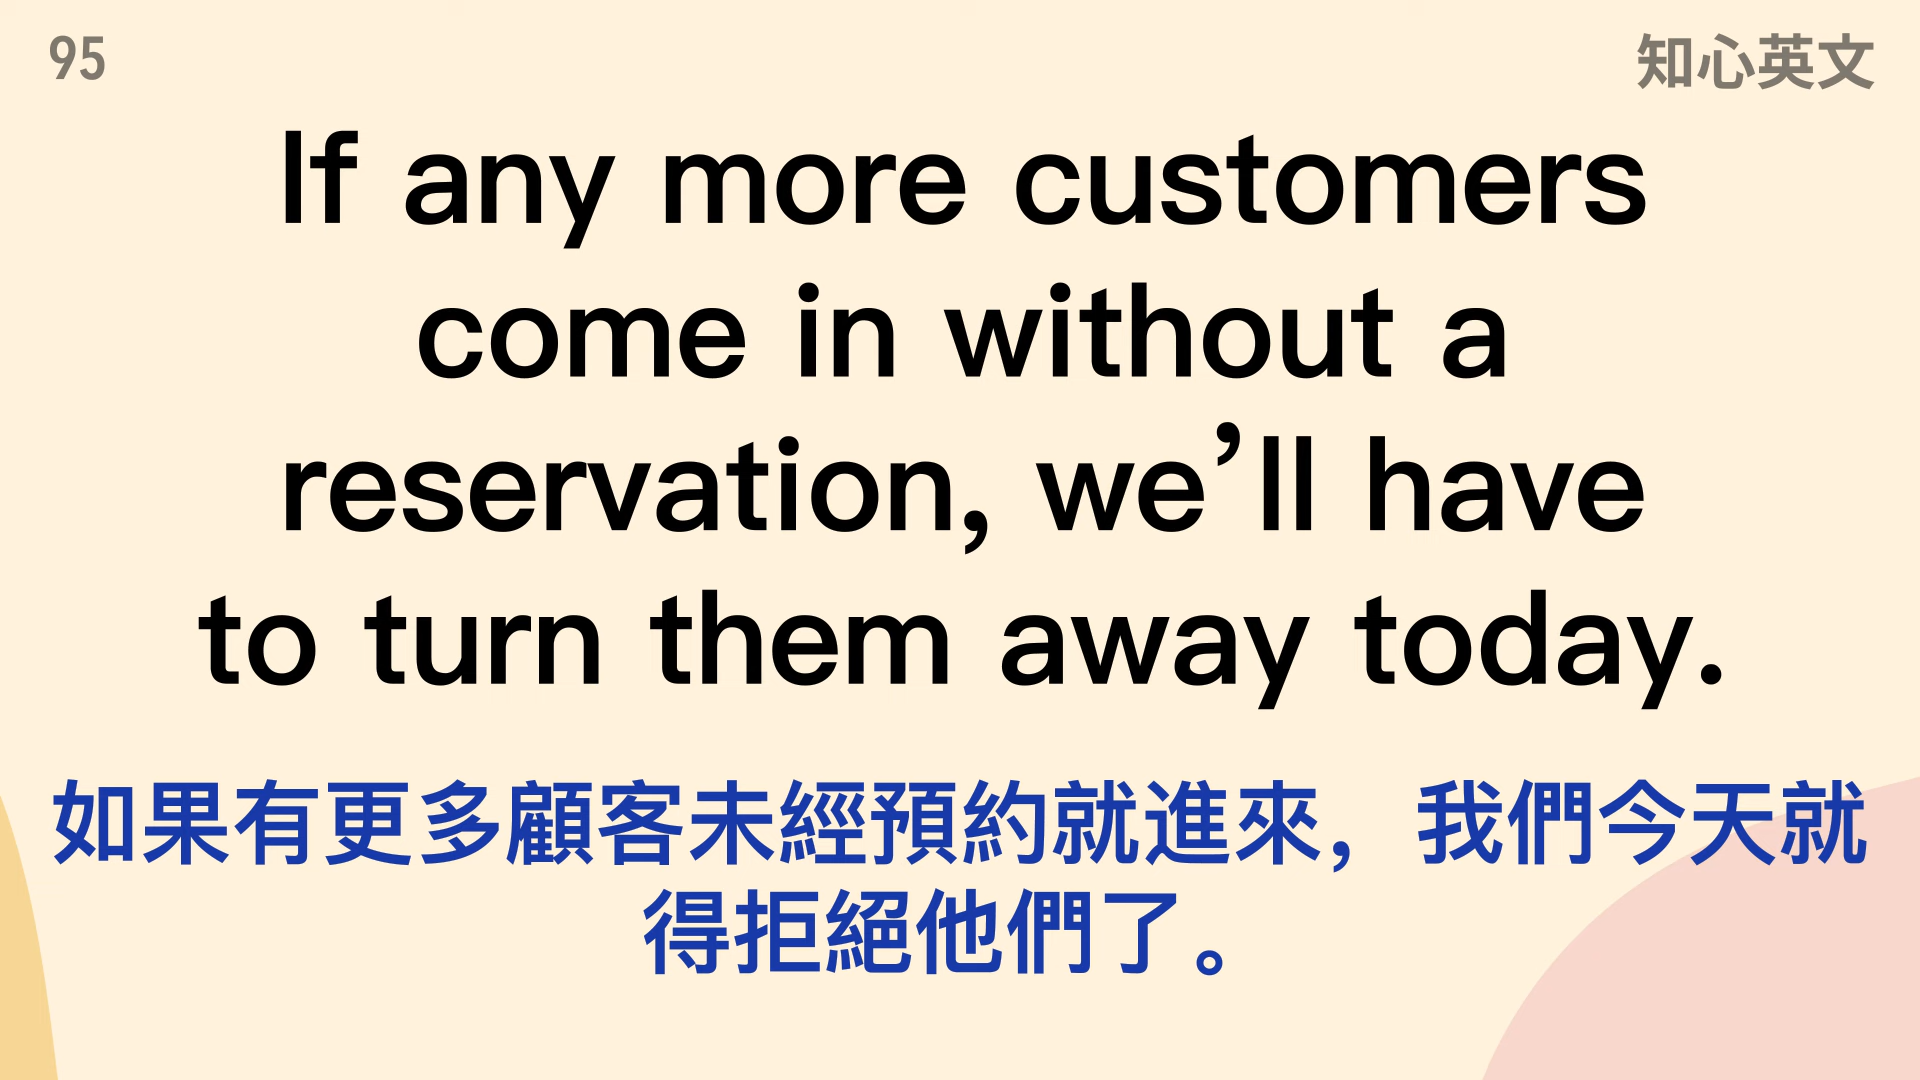 95
知心英文
If any more customers
come in without a
reservation, we’ll have
to turn them away today.
如果有更多顧客未經預約就進來，我們今天就
得拒絕他們了。